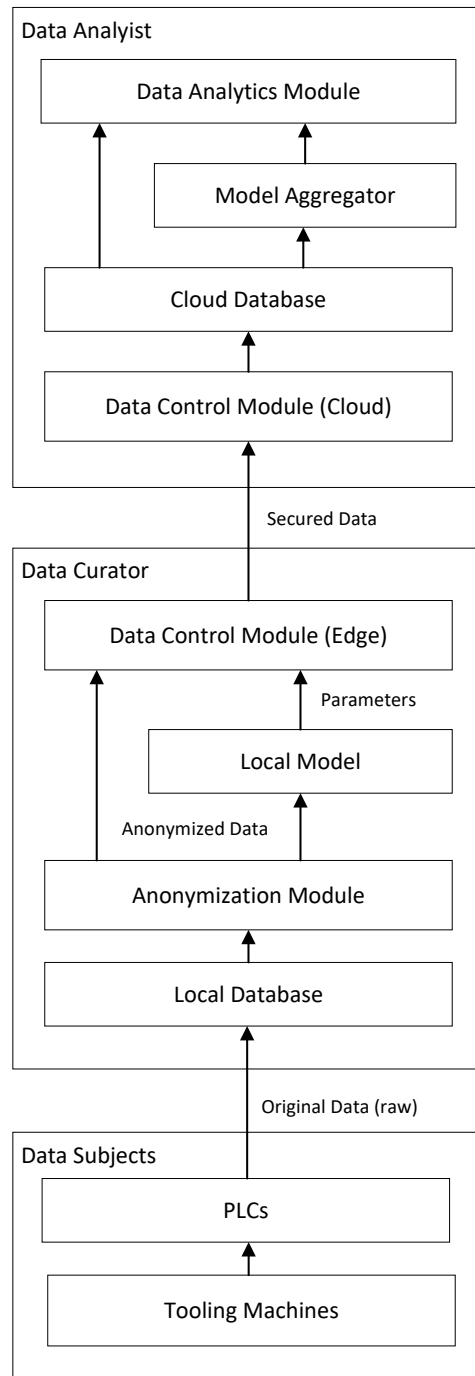 Data Analyist
Data Analytics Module
Model Aggregator
Cloud Database
Data Control Module (Cloud)
Secured Data
Data Curator
Data Control Module (Edge)
Parameters
Local Model
Anonymized Data
Anonymization Module
Local Database
Original Data (raw)
Data Subjects
PLCs
Tooling Machines